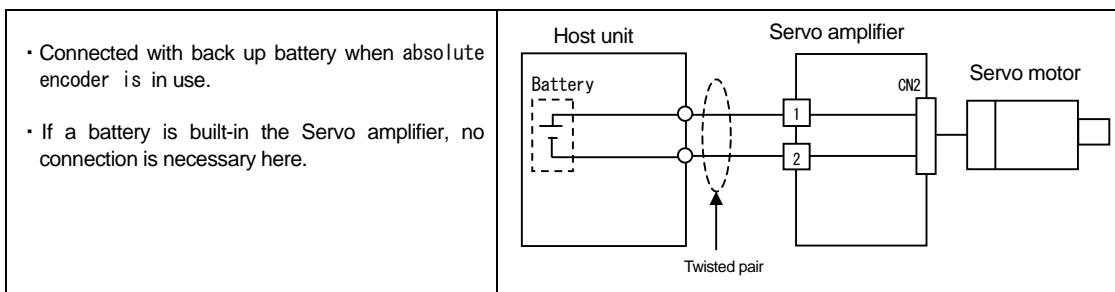 ・Connected with back up battery when absolute
encoder is in use.
・If a battery is built-in the Servo amplifier, no
connection is necessary here.
Host unit
Servo amplifier
Servo motor
Battery
CN2
1
2
Twisted pair